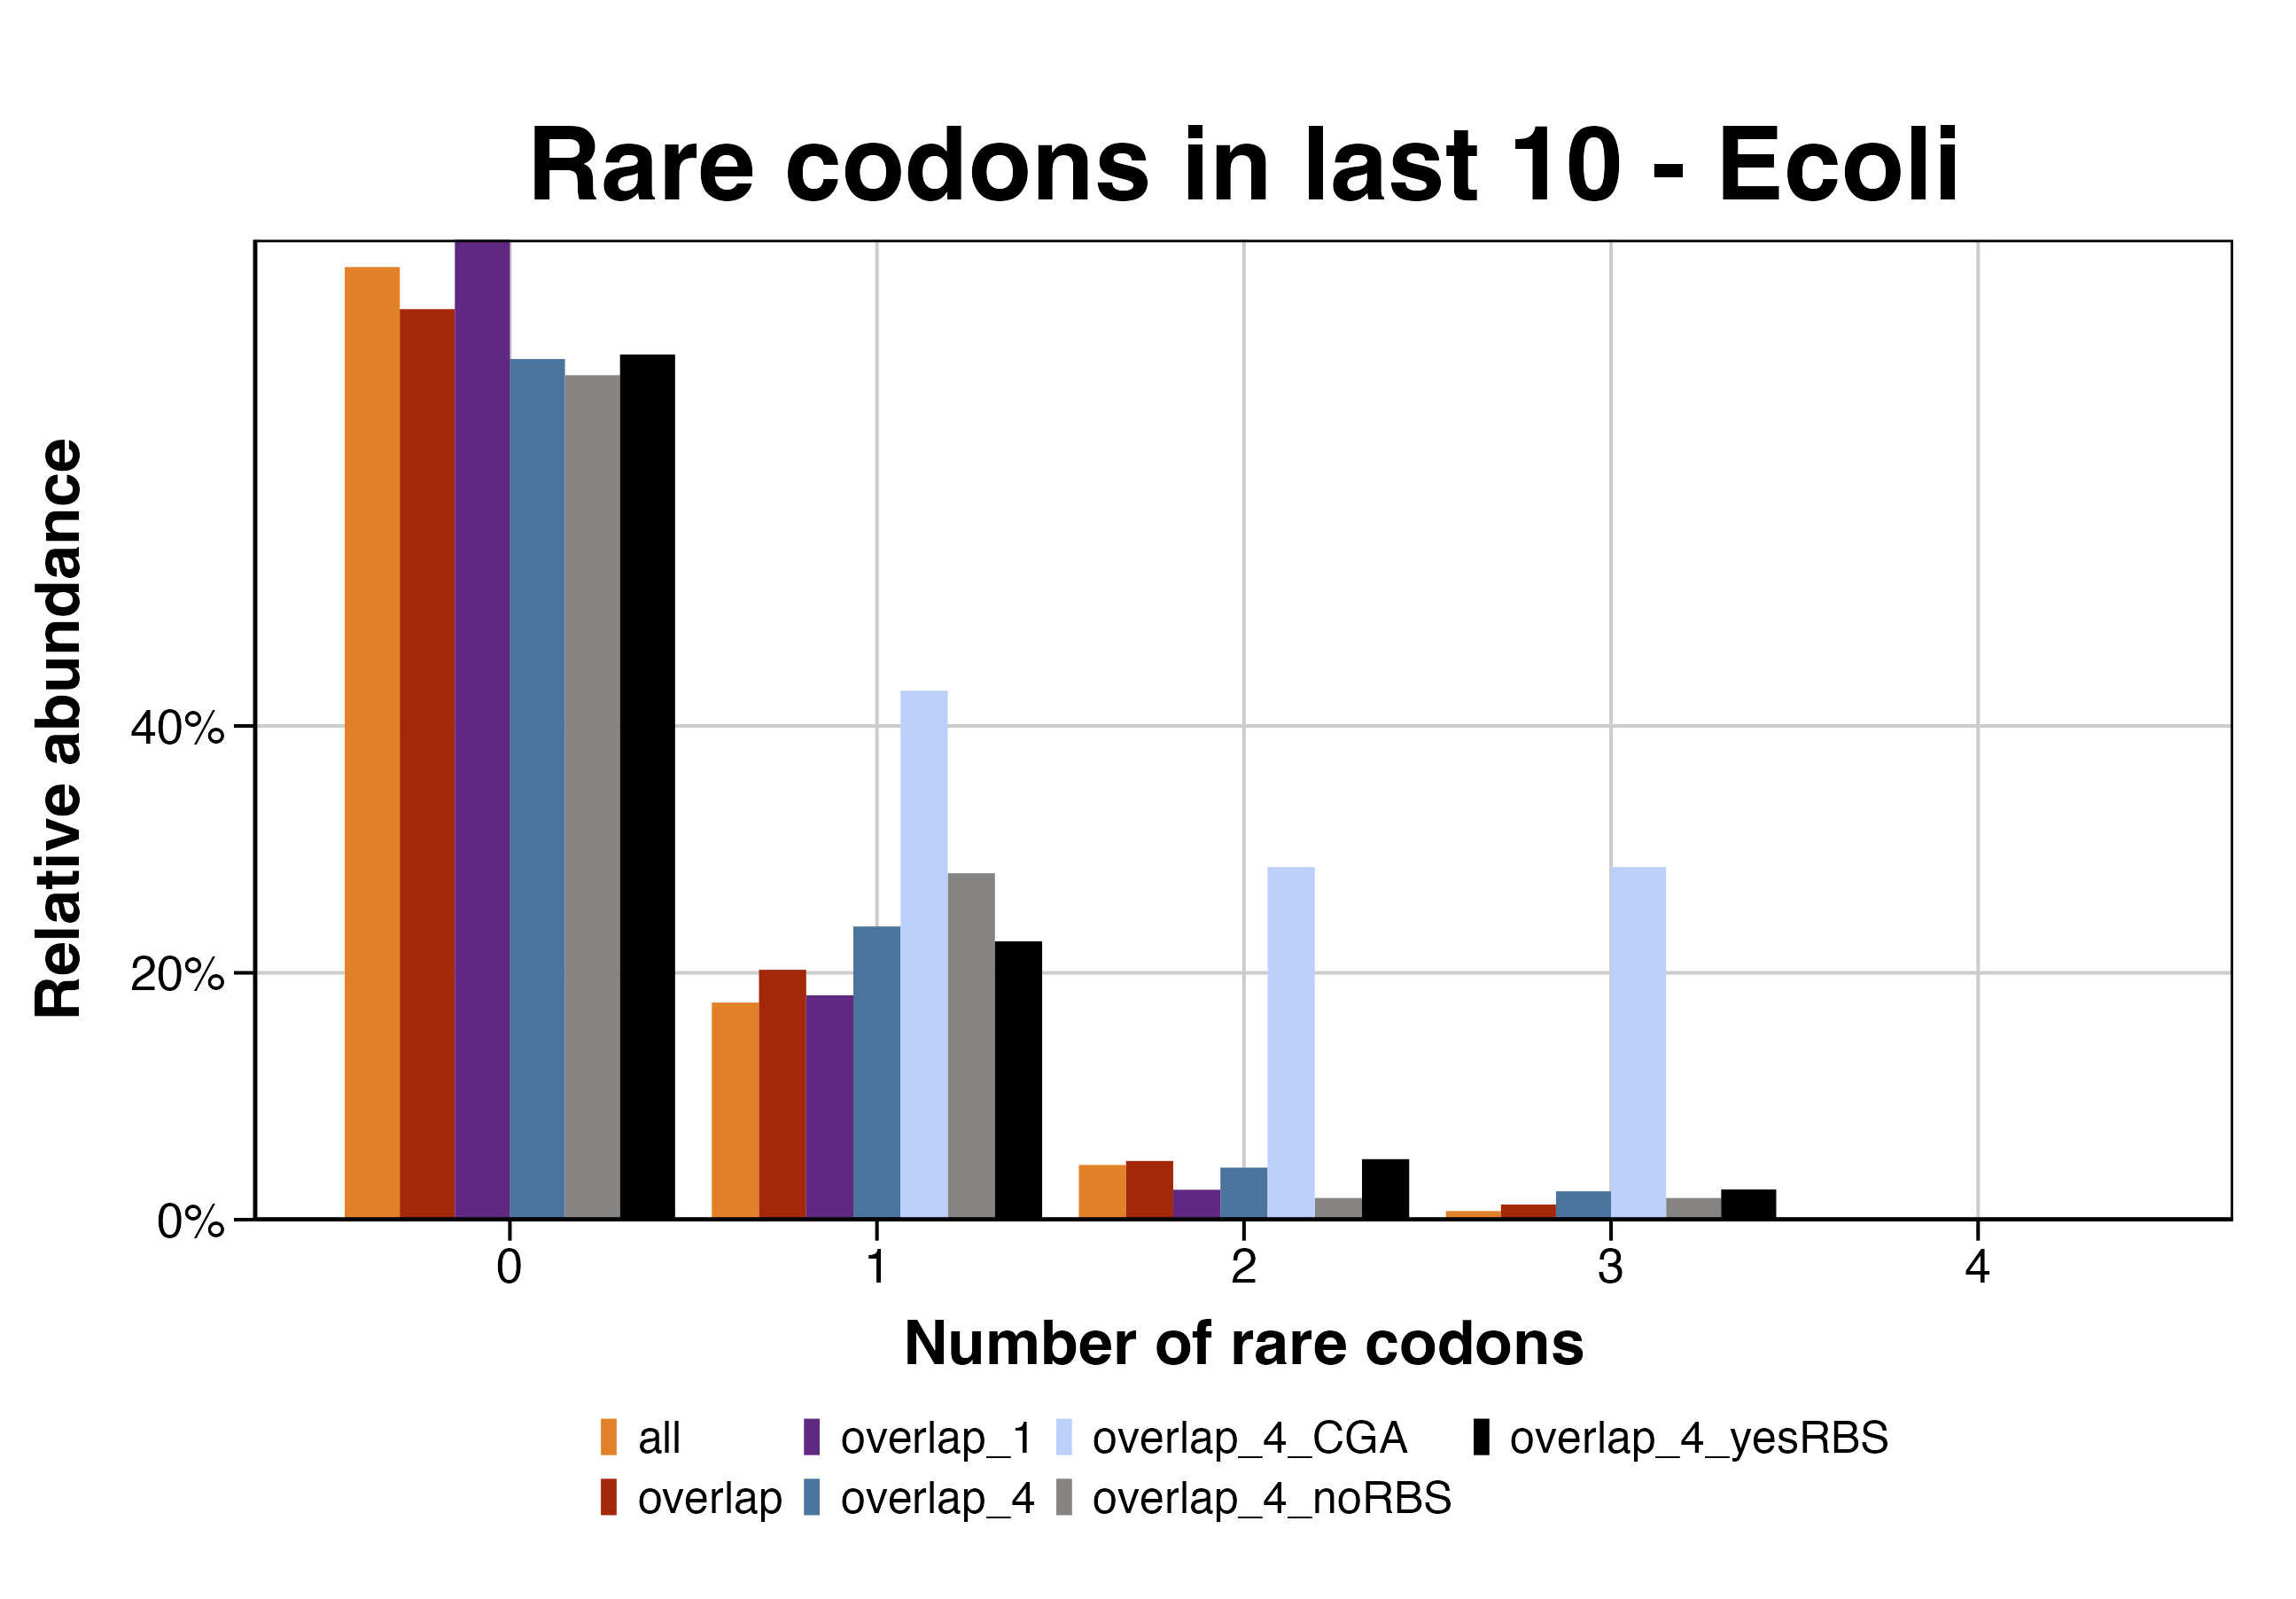 Rare codons in last 10 - Ecoli
Relative abundance
40%
20%
0%
0 1 2 3 4
Number of rare codons
all overlap_1 overlap_4_CGA overlap_4_yesRBS
overlap overlap_4 overlap_4_noRBS